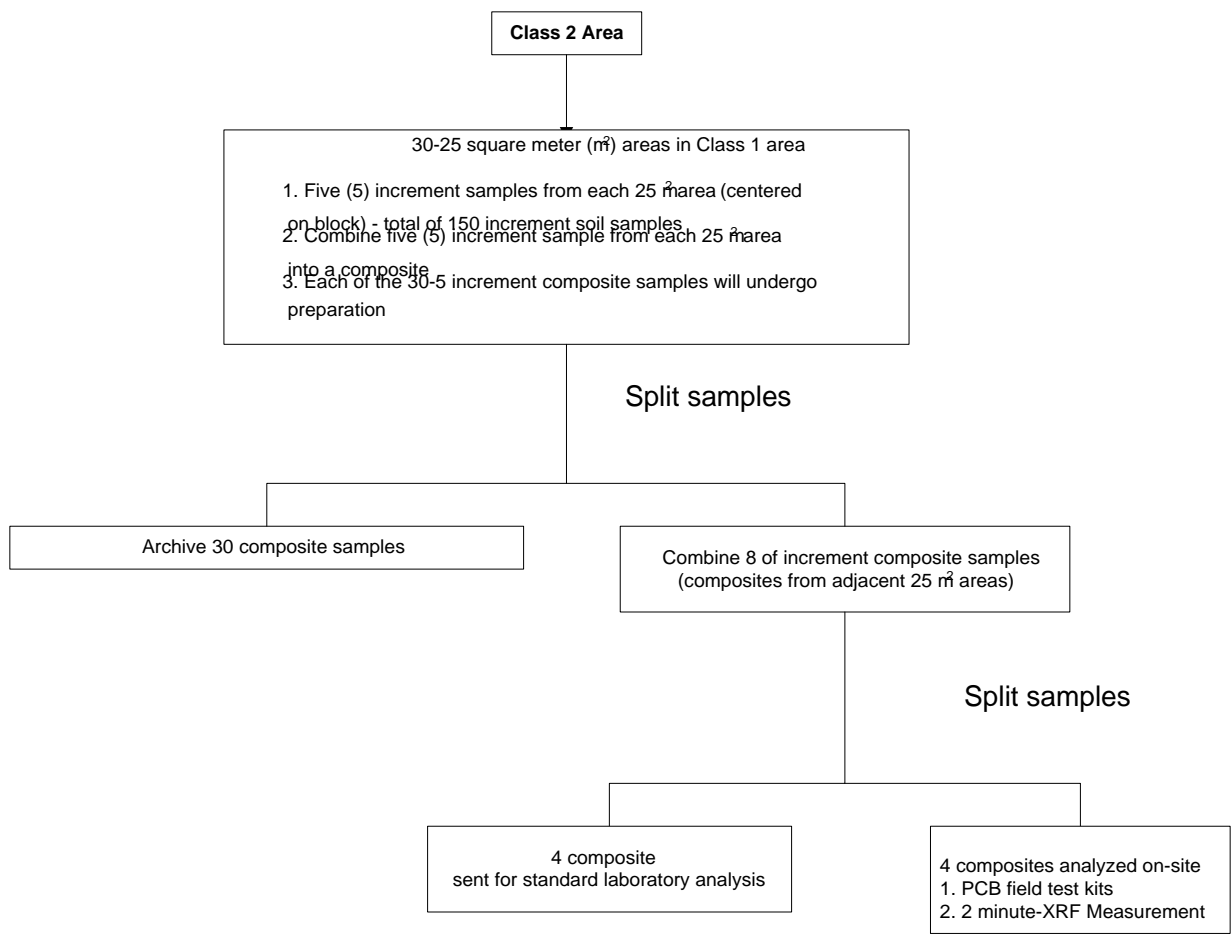 Class 2 Area
30-25 square meter (m²) areas in Class 1 area
1. Five (5) increment samples from each 25 m² area (centered
on block) - total of 150 increment soil samples
2. Combine five (5) increment sample from each 25 m² area
into a composite
3. Each of the 30-5 increment composite samples will undergo
preparation
Split samples
Archive 30 composite samples
Combine 8 of increment composite samples
(composites from adjacent 25 m² areas)
Split samples
4 composite
sent for standard laboratory analysis
4 composites analyzed on-site
1. PCB field test kits
2. 2 minute-XRF Measurement